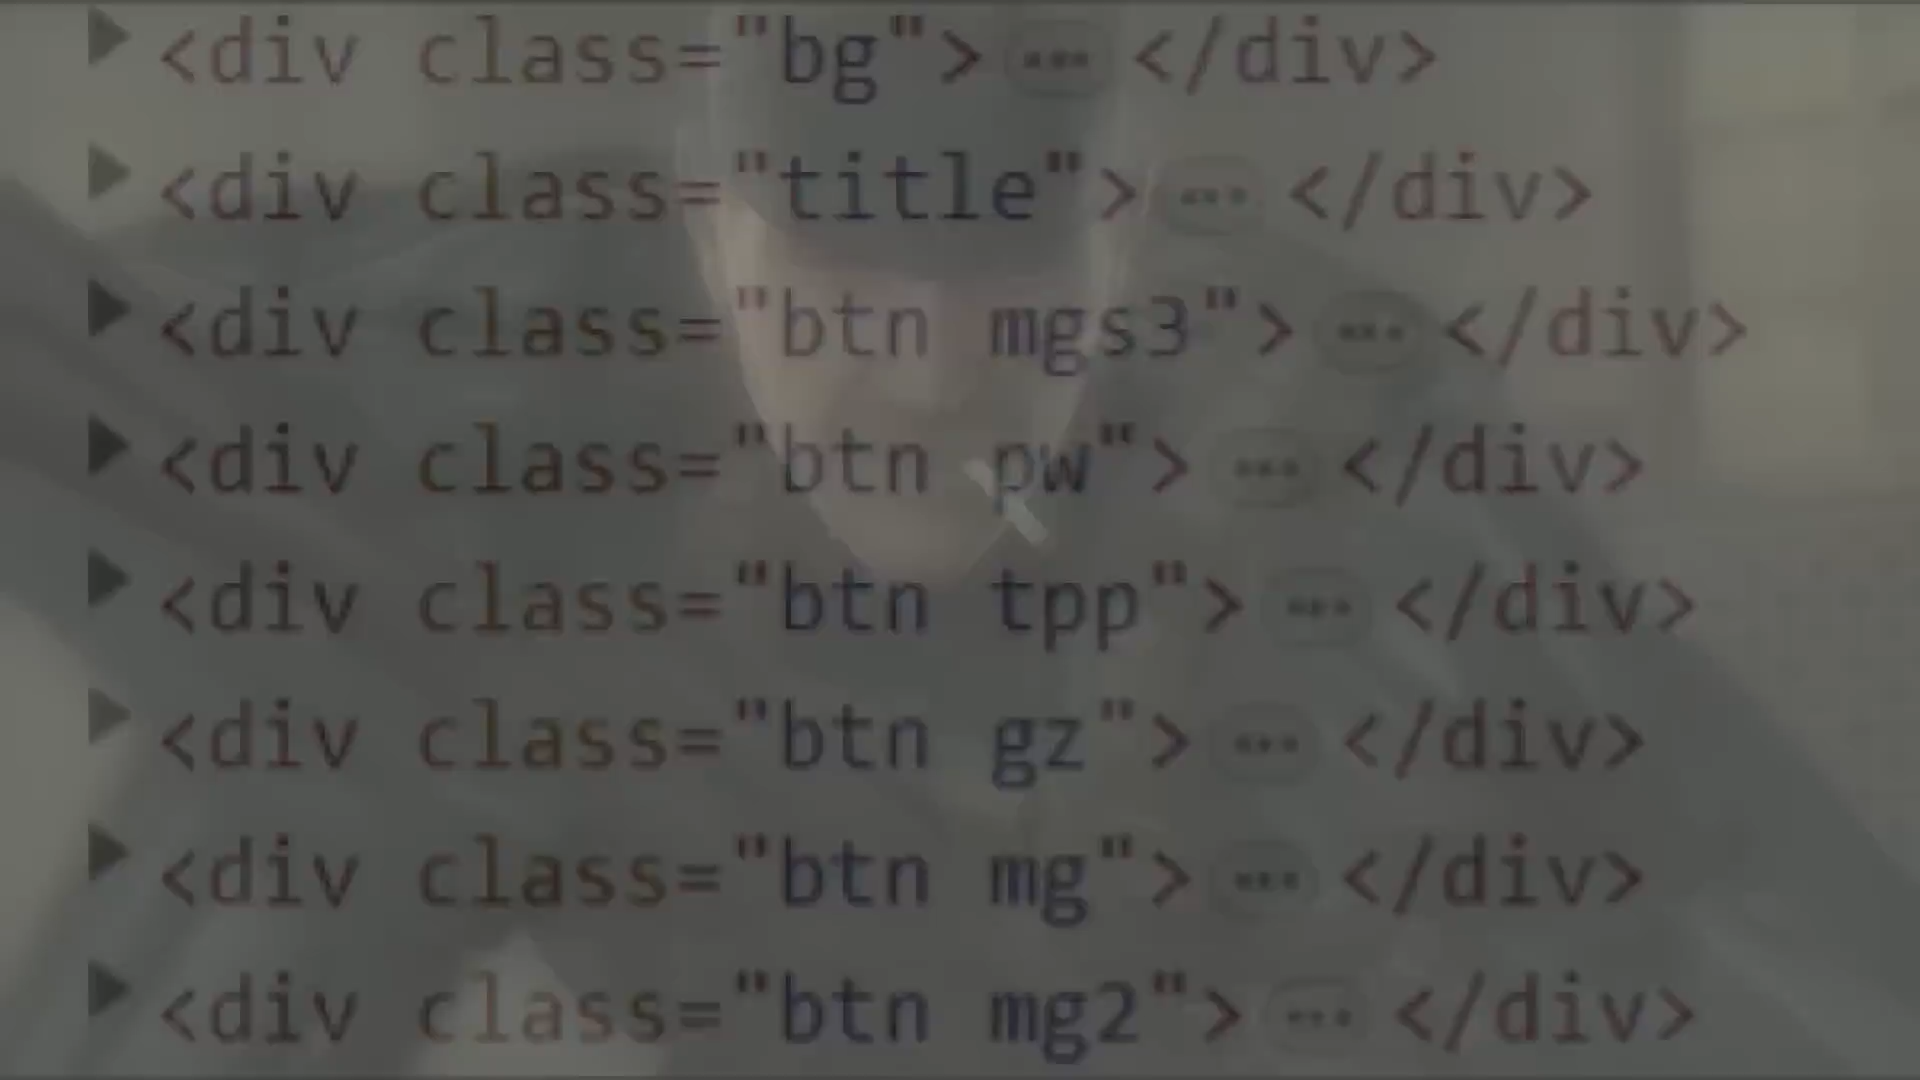 <div class="bg">...</div>
<div class="title">...</div>
<div class="btn mgs3">...</div>
<div class="btn pw">...</div>
<div class="btn tpp">...</div>
<div class="btn gz">...</div>
<div class="btn mg">...</div>
<div class="btn mg2">...</div>